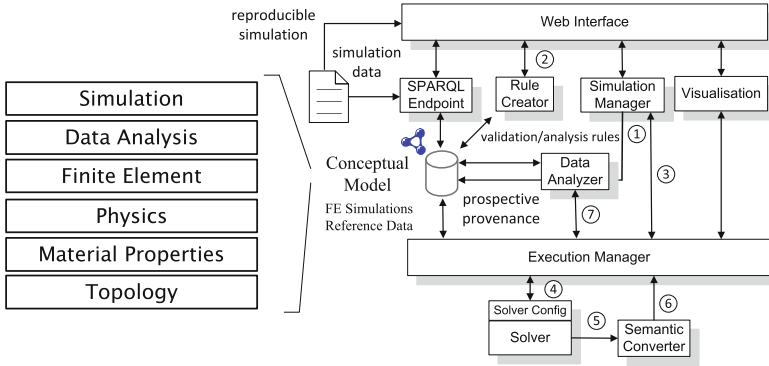 reproducible
simulation
Web Interface
simulation
data
②
SPARQL
Endpoint
Rule
Creator
Simulation
Manager
Visualisation
Simulation
Data Analysis
Finite Element
Physics
Material Properties
Topology
validation/analysis rules
①
Conceptual
Model
FE Simulations
Reference Data
Data
Analyzer
③
prospective
provenance
⑦
Execution Manager
④
Solver Config
Solver
⑤
⑥
Semantic
Converter